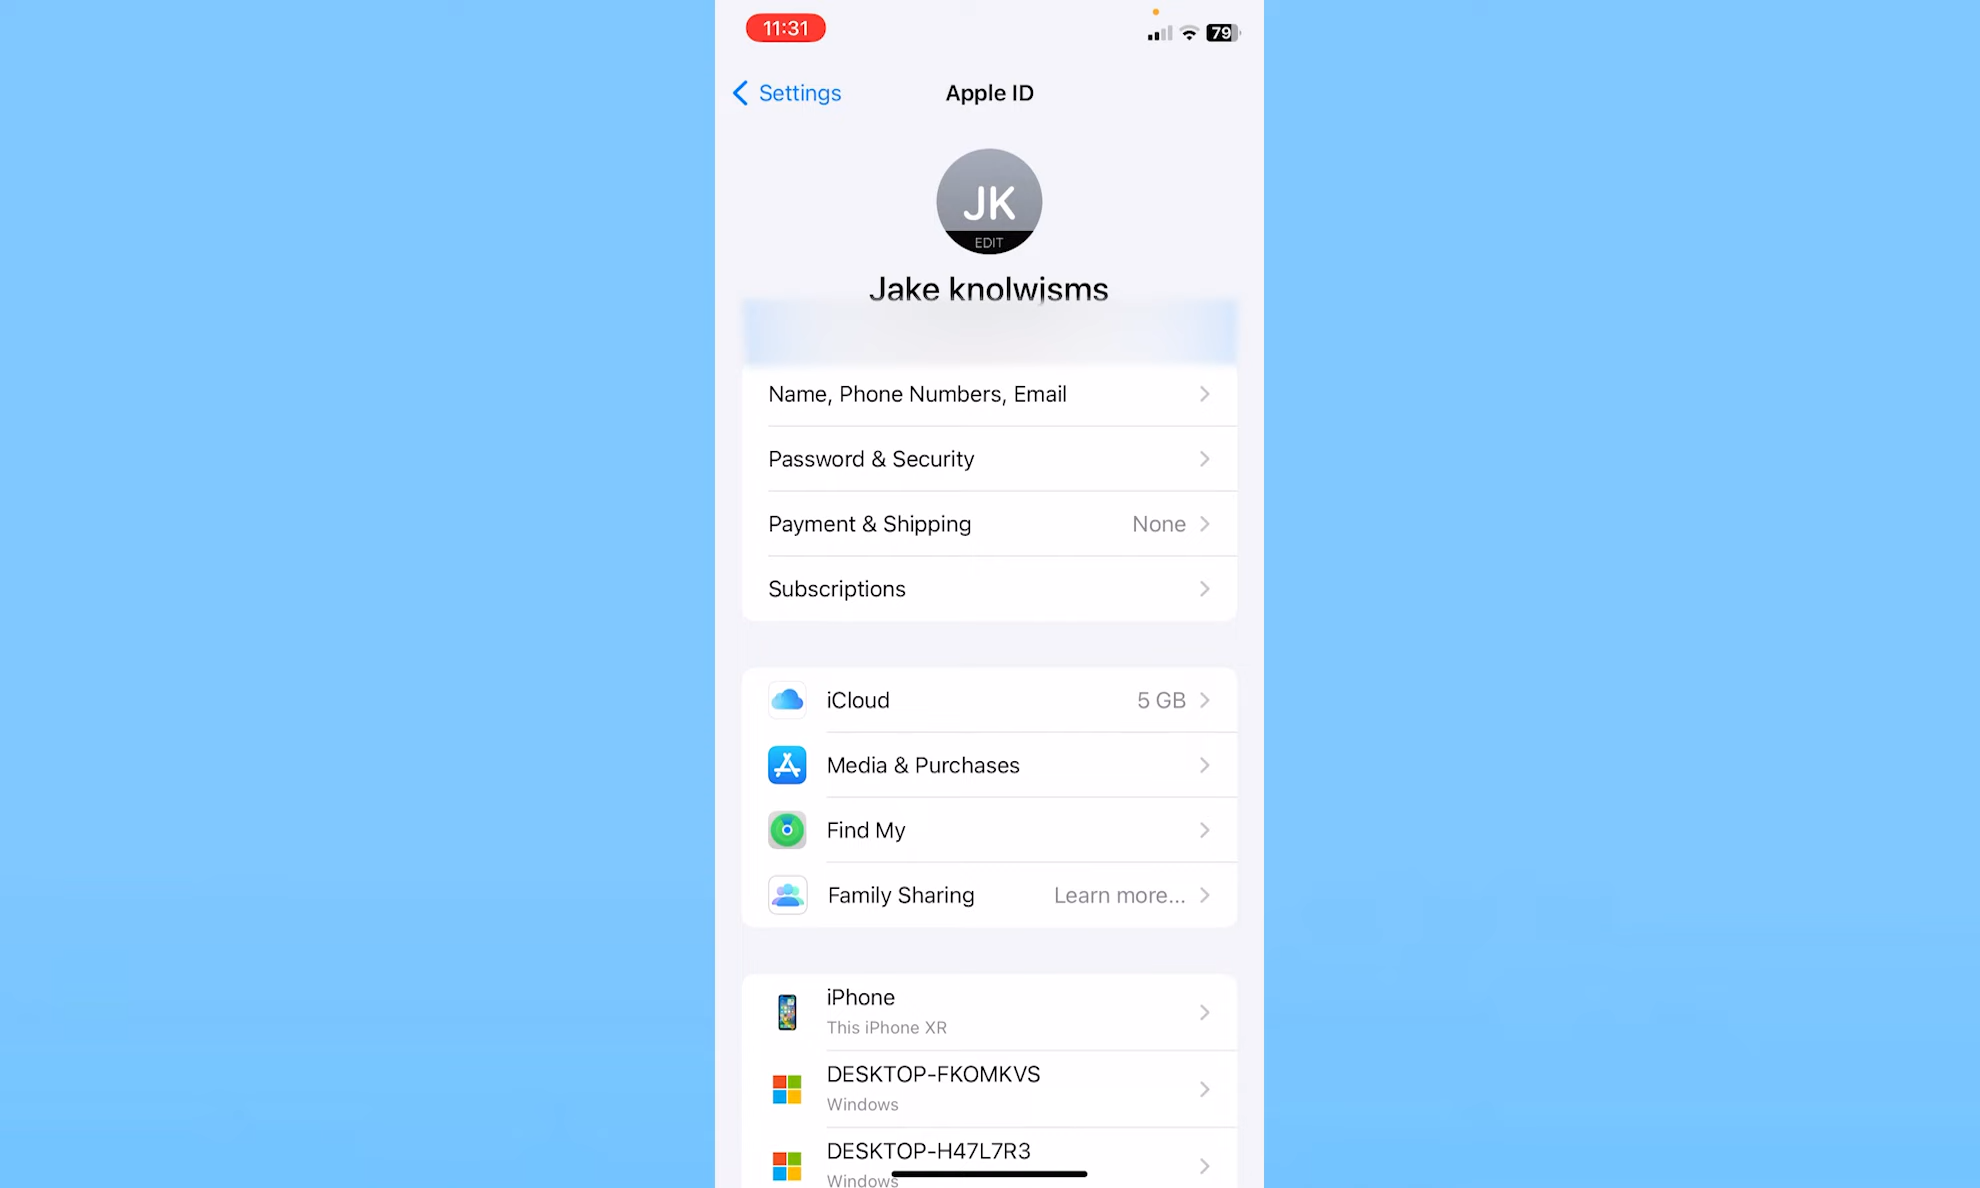 11:31
79
Settings
Apple ID
JK
EDIT
Jake knolwjsms
Name, Phone Numbers, Email
Password & Security
Payment & Shipping None
Subscriptions
iCloud 5 GB
Media & Purchases
Find My
Family Sharing Learn more...
iPhone
This iPhone XR
DESKTOP-FKOMKVS
Windows
DESKTOP-H47L7R3
Windows